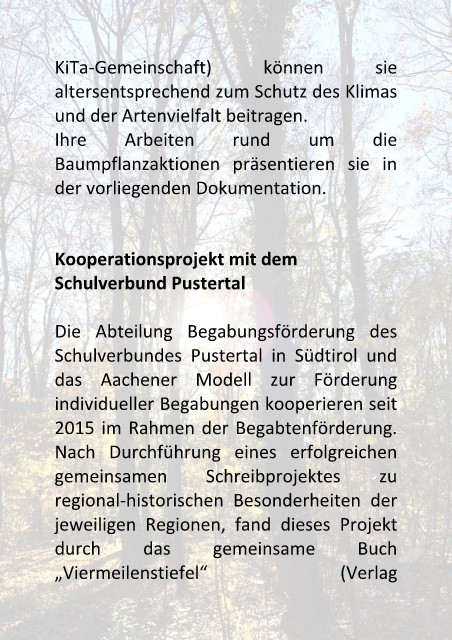 KiTa-Gemeinschaft) können sie
altersentsprechend zum Schutz des Klimas
und der Artenvielfalt beitragen.
Ihre Arbeiten rund um die
Baumpflanzaktionen präsentieren sie in
der vorliegenden Dokumentation.
Kooperationsprojekt mit dem
Schulverbund Pustertal
Die Abteilung Begabungsförderung des
Schulverbundes Pustertal in Südtirol und
das Aachener Modell zur Förderung
individueller Begabungen kooperieren seit
2015 im Rahmen der Begabtenförderung.
Nach Durchführung eines erfolgreichen
gemeinsamen Schreibprojektes zu
regional-historischen Besonderheiten der
jeweiligen Regionen, fand dieses Projekt
durch das gemeinsame Buch
„Viermeilenstiefel“ (Verlag